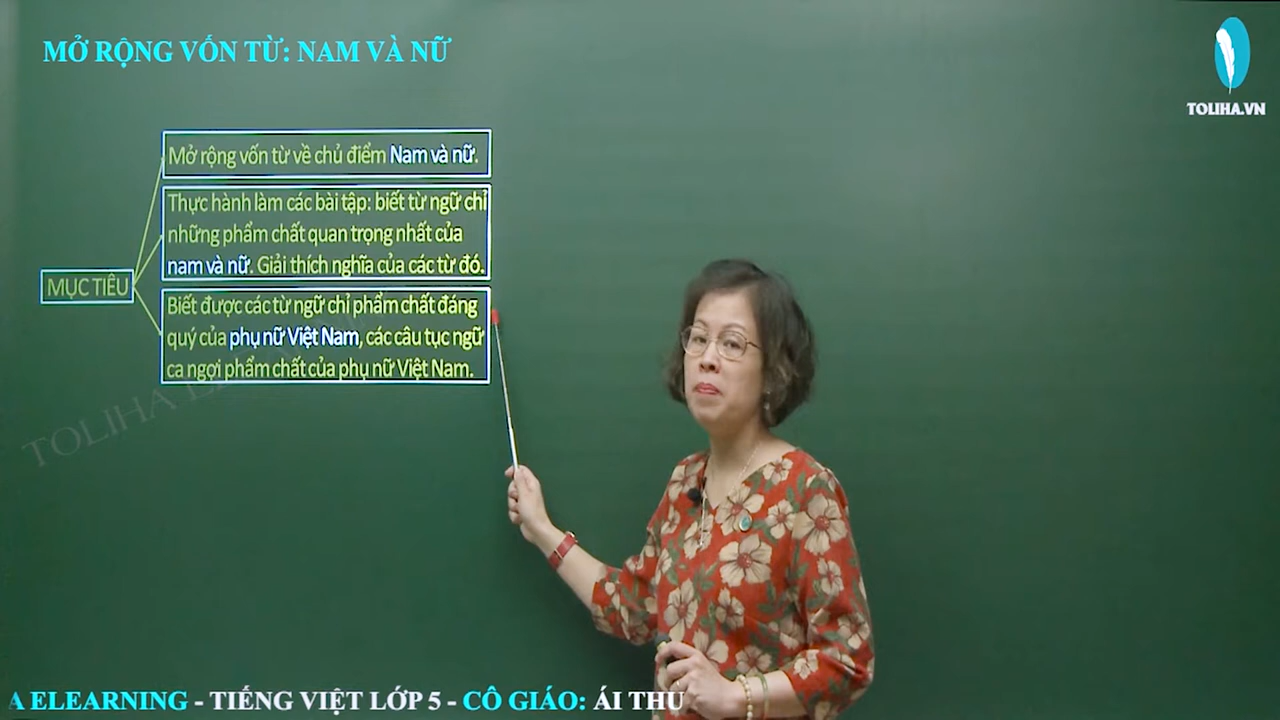 MỞ RỘNG VỐN TỪ: NAM VÀ NỮ
TOLIHA.VN
Mở rộng vốn từ về chủ điểm Nam và nữ.
Thực hành làm các bài tập: biết từ ngữ chỉ
những phẩm chất quan trọng nhất của
nam và nữ. Giải thích nghĩa của các từ đó.
MỤC TIÊU
Biết được các từ ngữ chỉ phẩm chất đáng
quý của phụ nữ Việt Nam, các câu tục ngữ
ca ngợi phẩm chất của phụ nữ Việt Nam.
TOLIHA
A ELEARNING - TIẾNG VIỆT LỚP 5 - CÔ GIÁO: ÁI THU